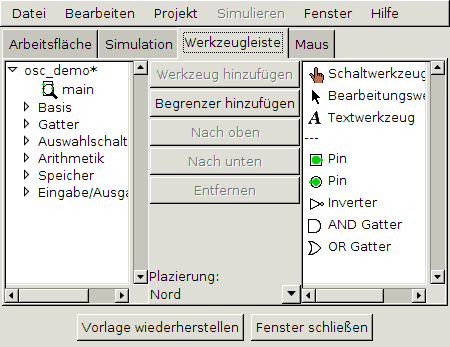 Datei Bearbeiten Projekt Simulieren Fenster Hilfe
Arbeitsfläche Simulation Werkzeugleiste Maus
osc_demo*
main
Basis
Gatter
Auswahlschalt
Arithmetik
Speicher
Eingabe/Ausga
Werkzeug hinzufügen
Begrenzer hinzufügen
Nach oben
Nach unten
Entfernen
Plazierung:
Nord
Schaltwerkzeug
Bearbeitungswe
Textwerkzeug
---
Pin
Pin
Inverter
AND Gatter
OR Gatter
Vorlage wiederherstellen Fenster schließen